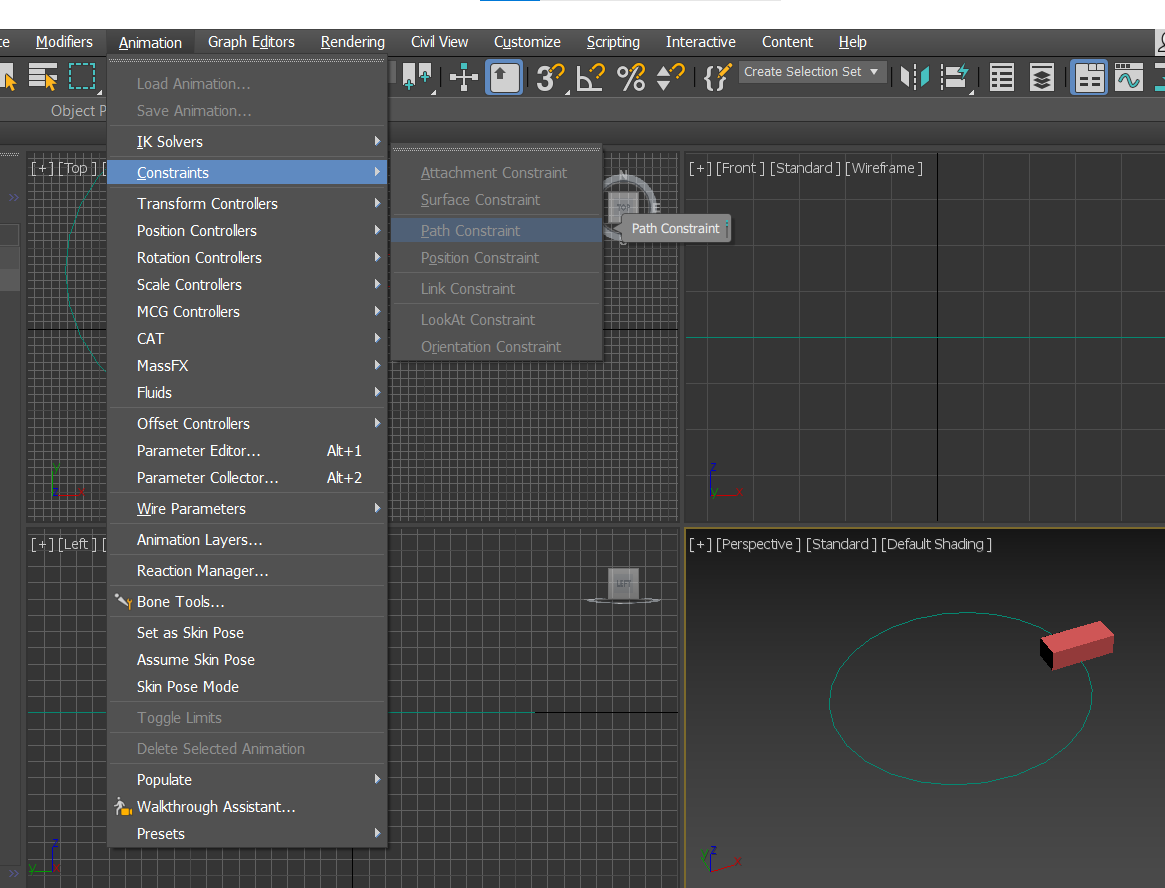 te Modifiers Animation Graph Editors Rendering Civil View Customize Scripting Interactive Content Help
3 % Create Selection Set
Object P
Load Animation...
Save Animation...
IK Solvers
Constraints
Transform Controllers
Position Controllers
Rotation Controllers
Scale Controllers
MCG Controllers
CAT
MassFX
Fluids
Offset Controllers
Parameter Editor... Alt+1
Parameter Collector... Alt+2
Wire Parameters
Animation Layers...
Reaction Manager...
Bone Tools...
Set as Skin Pose
Assume Skin Pose
Skin Pose Mode
Toggle Limits
Delete Selected Animation
Populate
Walkthrough Assistant...
Presets
Attachment Constraint
Surface Constraint
Path Constraint
Position Constraint
Link Constraint
LookAt Constraint
Orientation Constraint
Path Constraint
[+] [Top ] [
N
TOP
E
y
z x
[+] [Front ] [Standard ] [Wireframe ]
z
y x
[+] [Left ] [
LEFT
z
y x
[+] [Perspective ] [Standard ] [Default Shading ]
z
y x